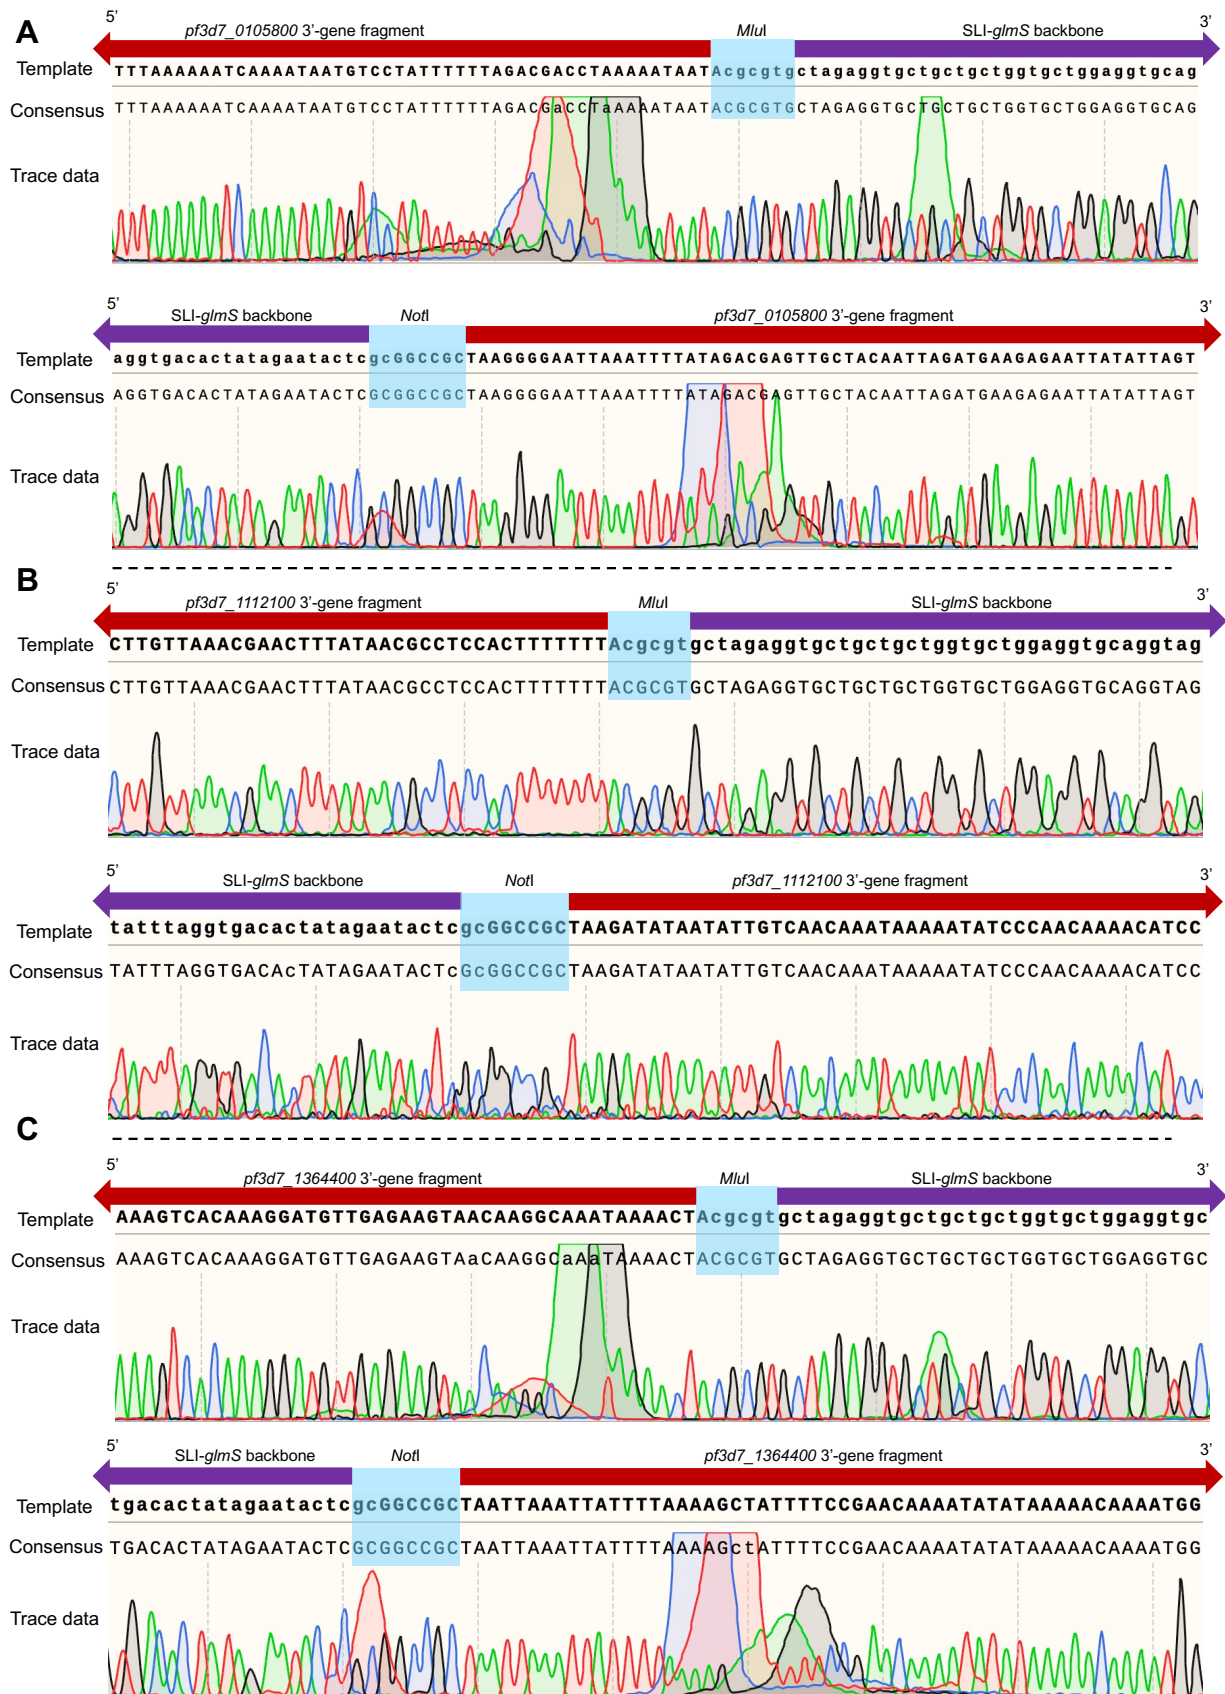 A
5’ 3’
pf3d7_0105800 3’-gene fragment MluI SLI-glmS backbone
Template TTTAAAAAATCAAAATAATGTCCTATTTTTTAGACGACCTAAAAATAATAcgcgtgctagaggtgctgctgctggtgctggaggtgcag
Consensus TTTAAAAAATCAAAATAATGTCCTATTTTTTAGACGaCCTaAAAATAATACGCGTGCTAGAGGTGCTGCTGCTGGTGCTGGAGGTGCAG
Trace data
5’ 3’
SLI-glmS backbone NotI pf3d7_0105800 3’-gene fragment
Template aggtgacactatagaatactcgcGGCCGCTAAGGGGAATTAAATTTTATAGACGAGTTGCTACAATTAGATGAAGAGAATTATATTAGT
Consensus AGGTGACACTATAGAATACTCGCGGCCGCTAAGGGGAATTAAATTTTATAGACGAGTTGCTACAATTAGATGAAGAGAATTATATTAGT
Trace data
B
5’ 3’
pf3d7_1112100 3’-gene fragment MluI SLI-glmS backbone
Template CTTGTTAAACGAACTTTATAACGCCTCCACTTTTTTTAcgcgtgctagaggtgctgctgctggtgctggaggtgcaggtag
Consensus CTTGTTAAACGAACTTTATAACGCCTCCACTTTTTTTACGCGTGCTAGAGGTGCTGCTGCTGGTGCTGGAGGTGCAGGTAG
Trace data
5’ 3’
SLI-glmS backbone NotI pf3d7_1112100 3’-gene fragment
Template tatttaggtgacactatagaatactcgcGGCCGCTAAGATATAATATTGTCAACAAATAAAAATATCCCAACAAAACATCC
Consensus TATTTAGGTGACAcTATAGAATACTcGcGGCCGCTAAGATATAATATTGTCAACAAATAAAAATATCCCAACAAAACATCC
Trace data
C
5’ 3’
pf3d7_1364400 3’-gene fragment MluI SLI-glmS backbone
Template AAAGTCACAAAGGATGTTGAGAAGTAACAAGGCAAATAAAACTAcgcgtgctagaggtgctgctgctggtgctggaggtgc
Consensus AAAGTCACAAAGGATGTTGAGAAGTAaCAAGGCaAaTAAAACTACGCGTGCTAGAGGTGCTGCTGCTGGTGCTGGAGGTGC
Trace data
5’ 3’
SLI-glmS backbone NotI pf3d7_1364400 3’-gene fragment
Template tgacactatagaatactcgcGGCCGCTAATTAAATTATTTTAAAAGCTATTTTCCGAACAAAATATATAAAAACAAAATGG
Consensus TGACACTATAGAATACTCGCGGCCGCTAATTAAATTATTTTAAAAGctATTTTCCGAACAAAATATATAAAAACAAAATGG
Trace data